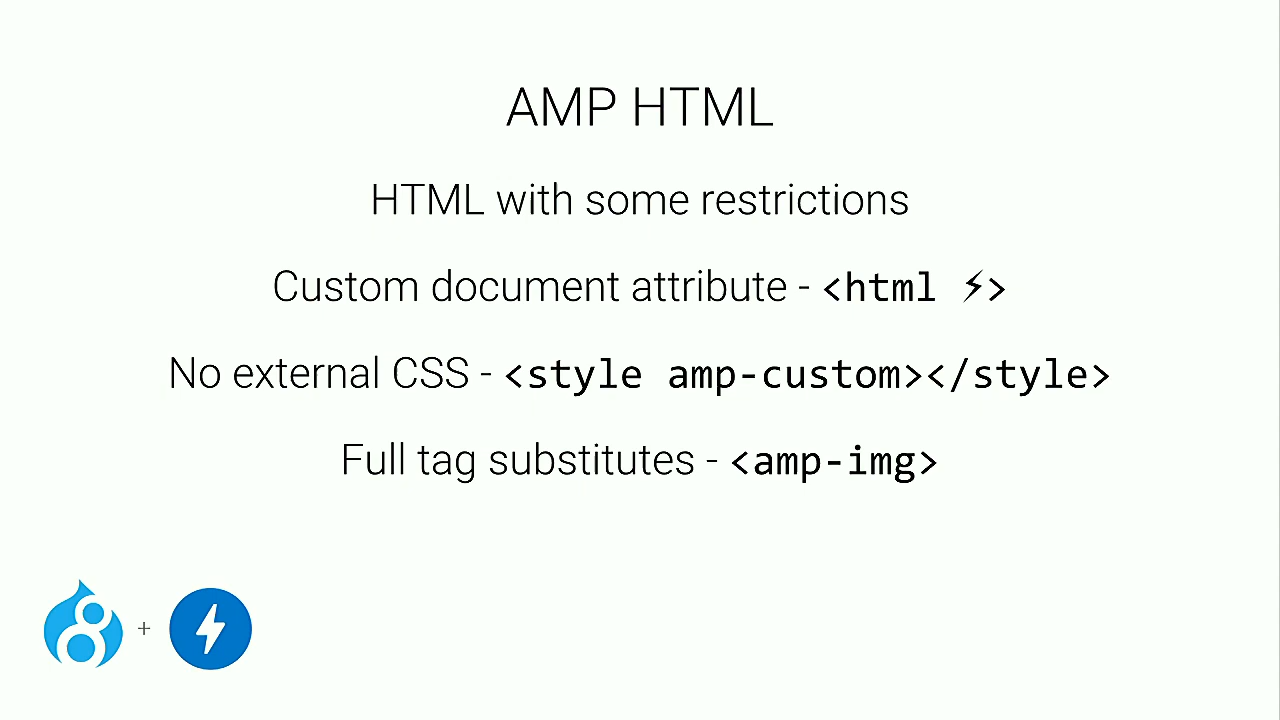 AMP HTML
HTML with some restrictions
Custom document attribute - <html ⚡>
No external CSS - <style amp-custom></style>
Full tag substitutes - <amp-img>
8 +